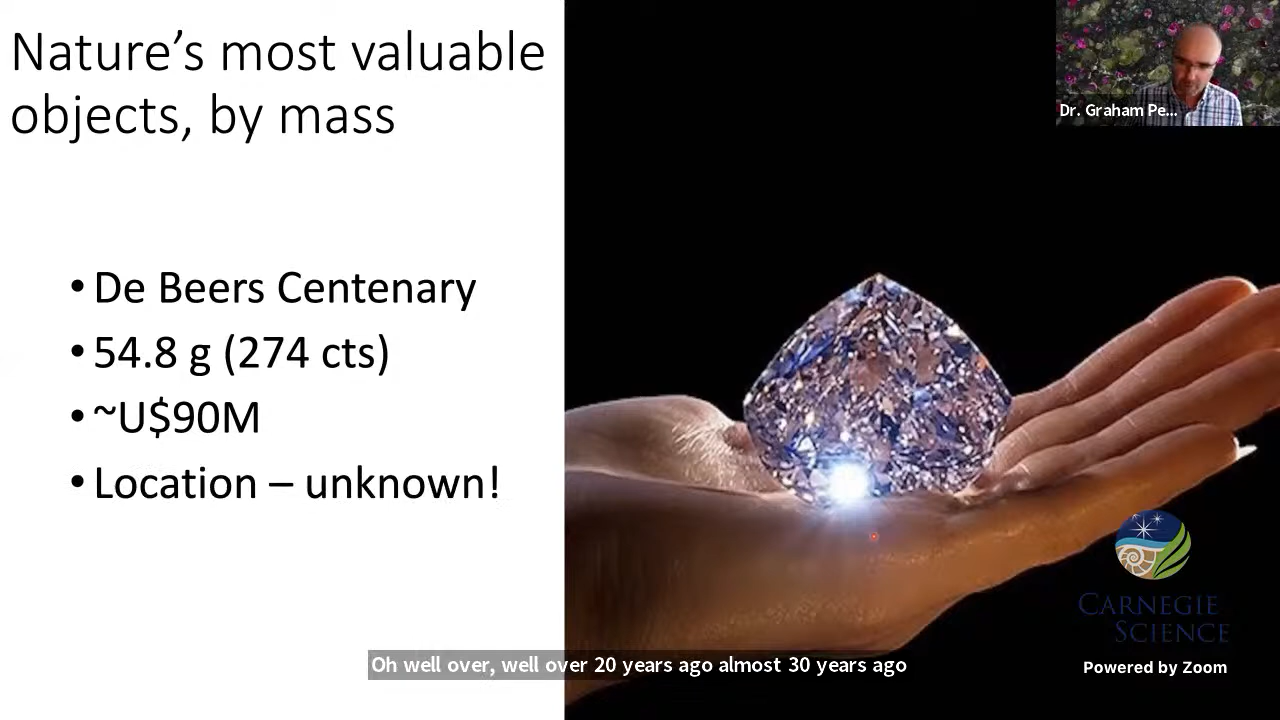 Nature’s most valuable
objects, by mass
• De Beers Centenary
• 54.8 g (274 cts)
• ~U$90M
• Location – unknown!
Dr. Graham Pe...
CARNEGIE
SCIENCE
Powered by Zoom
Oh well over, well over 20 years ago almost 30 years ago